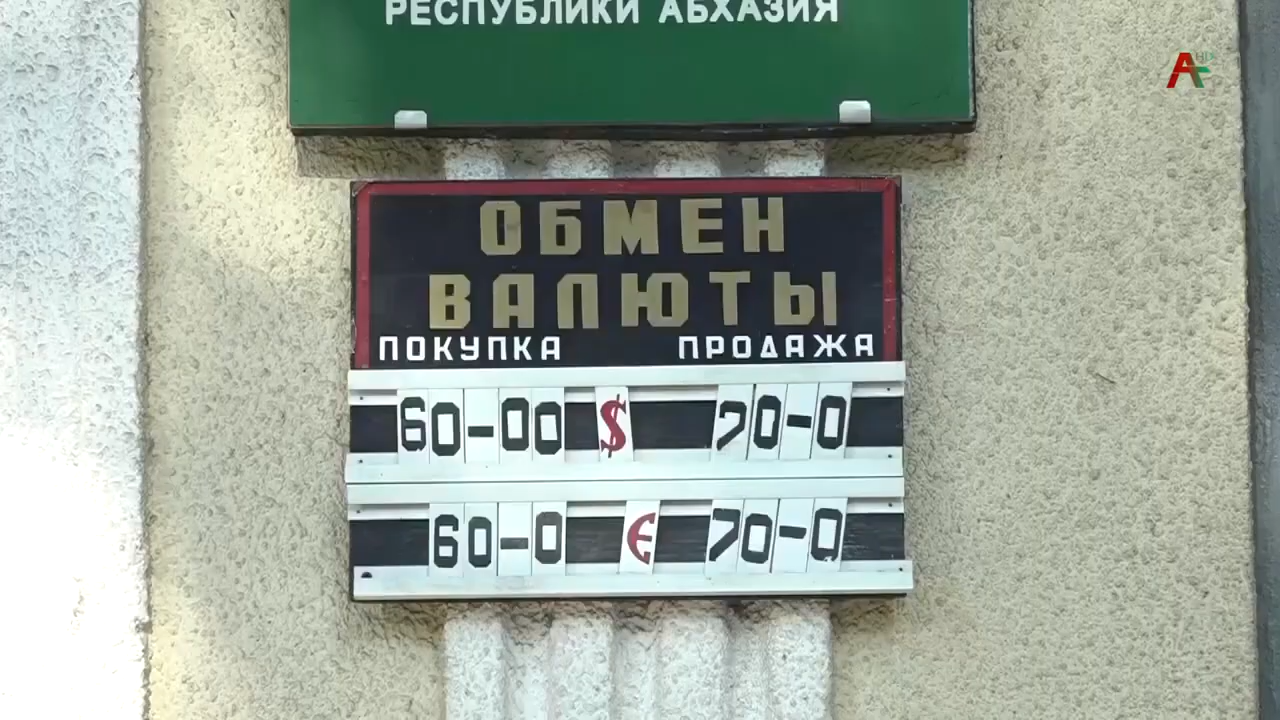 РЕСПУБЛИКИ АБХАЗИЯ
ОБМЕН
ВАЛЮТЫ
ПОКУПКА ПРОДАЖА
60-00 $ 70-0
60-0 € 70-0